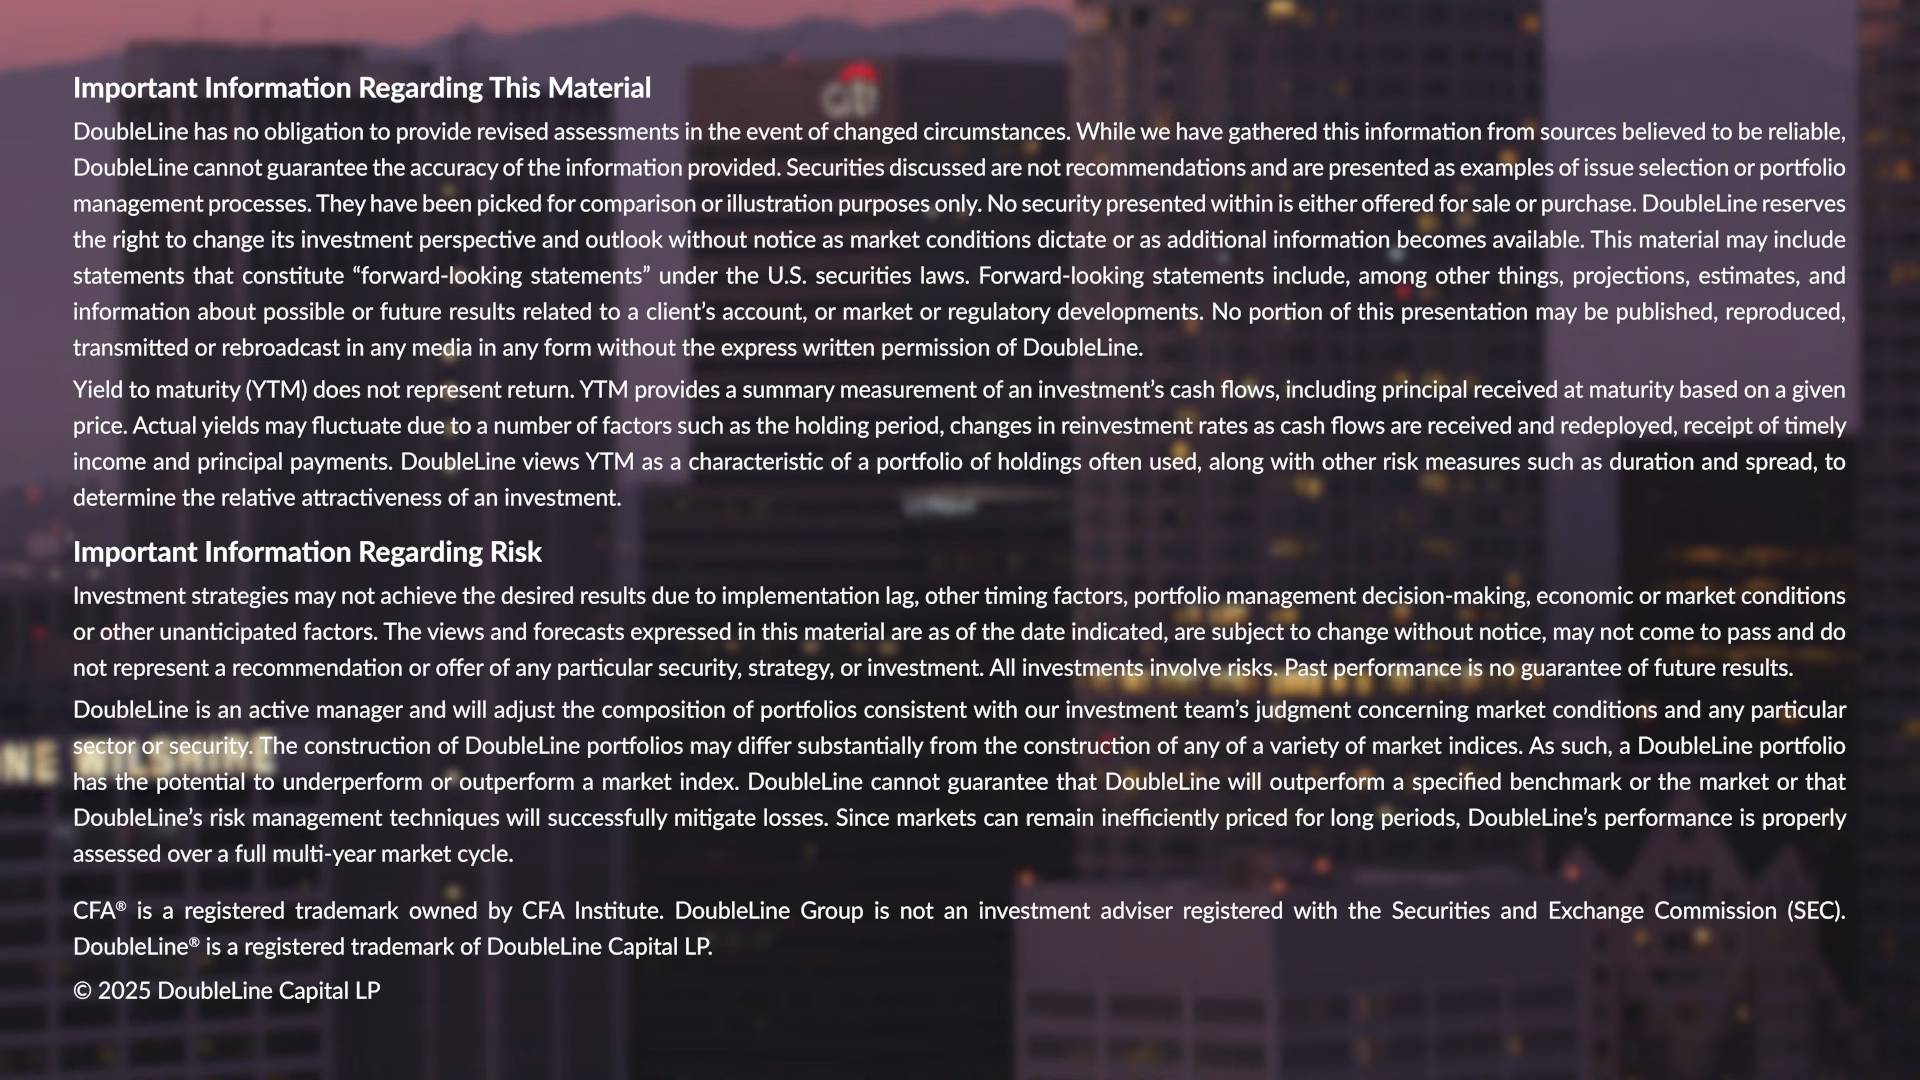 Important Information Regarding This Material
DoubleLine has no obligation to provide revised assessments in the event of changed circumstances. While we have gathered this information from sources believed to be reliable,
DoubleLine cannot guarantee the accuracy of the information provided. Securities discussed are not recommendations and are presented as examples of issue selection or portfolio
management processes. They have been picked for comparison or illustration purposes only. No security presented within is either offered for sale or purchase. DoubleLine reserves
the right to change its investment perspective and outlook without notice as market conditions dictate or as additional information becomes available. This material may include
statements that constitute “forward-looking statements” under the U.S. securities laws. Forward-looking statements include, among other things, projections, estimates, and
information about possible or future results related to a client’s account, or market or regulatory developments. No portion of this presentation may be published, reproduced,
transmitted or rebroadcast in any media in any form without the express written permission of DoubleLine.
Yield to maturity (YTM) does not represent return. YTM provides a summary measurement of an investment’s cash flows, including principal received at maturity based on a given
price. Actual yields may fluctuate due to a number of factors such as the holding period, changes in reinvestment rates as cash flows are received and redeployed, receipt of timely
income and principal payments. DoubleLine views YTM as a characteristic of a portfolio of holdings often used, along with other risk measures such as duration and spread, to
determine the relative attractiveness of an investment.
Important Information Regarding Risk
Investment strategies may not achieve the desired results due to implementation lag, other timing factors, portfolio management decision-making, economic or market conditions
or other unanticipated factors. The views and forecasts expressed in this material are as of the date indicated, are subject to change without notice, may not come to pass and do
not represent a recommendation or offer of any particular security, strategy, or investment. All investments involve risks. Past performance is no guarantee of future results.
DoubleLine is an active manager and will adjust the composition of portfolios consistent with our investment team’s judgment concerning market conditions and any particular
sector or security. The construction of DoubleLine portfolios may differ substantially from the construction of any of a variety of market indices. As such, a DoubleLine portfolio
has the potential to underperform or outperform a market index. DoubleLine cannot guarantee that DoubleLine will outperform a specified benchmark or the market or that
DoubleLine’s risk management techniques will successfully mitigate losses. Since markets can remain inefficiently priced for long periods, DoubleLine’s performance is properly
assessed over a full multi-year market cycle.
CFA® is a registered trademark owned by CFA Institute. DoubleLine Group is not an investment adviser registered with the Securities and Exchange Commission (SEC).
DoubleLine® is a registered trademark of DoubleLine Capital LP.
© 2025 DoubleLine Capital LP